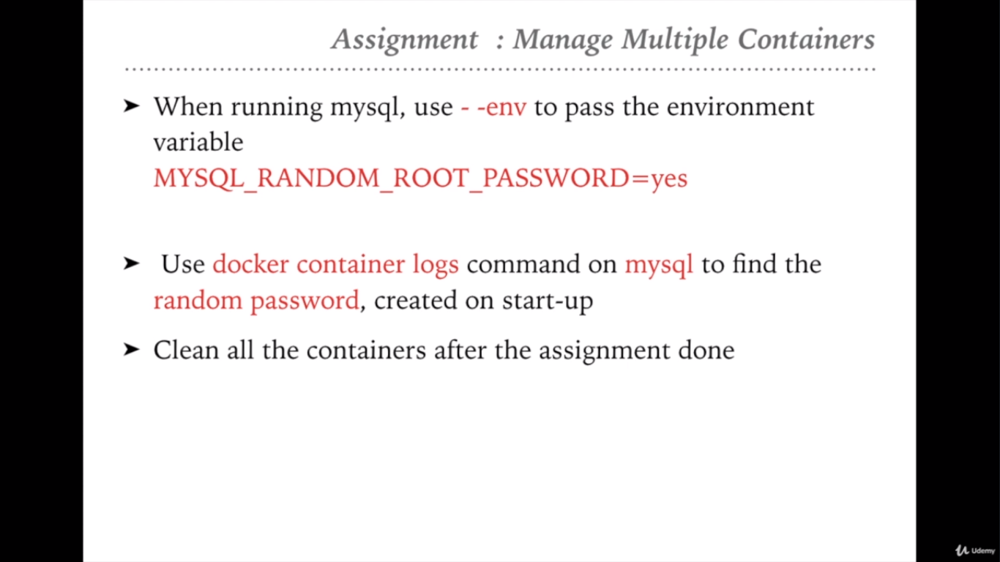 Assignment : Manage Multiple Containers
➤ When running mysql, use - -env to pass the environment
variable
MYSQL_RANDOM_ROOT_PASSWORD=yes
➤ Use docker container logs command on mysql to find the
random password, created on start-up
➤ Clean all the containers after the assignment done
Udemy